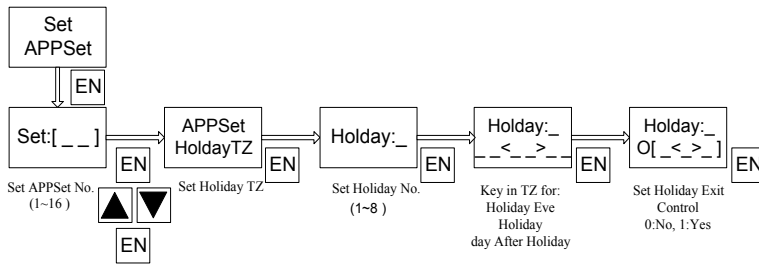 Set
APPSet
EN
Set:[ _ _ ]
EN
Set APPSet No.
(1~16 )
EN
APPSet
HoldayTZ
EN
Set Holiday TZ
Holday:_
EN
Set Holiday No.
(1~8 )
Holday:_
_ _<_ _>_ _
EN
Key in TZ for:
Holiday Eve
Holiday
day After Holiday
Holday:_
O[ _<_>_ ]
EN
Set Holiday Exit
Control
0:No, 1:Yes